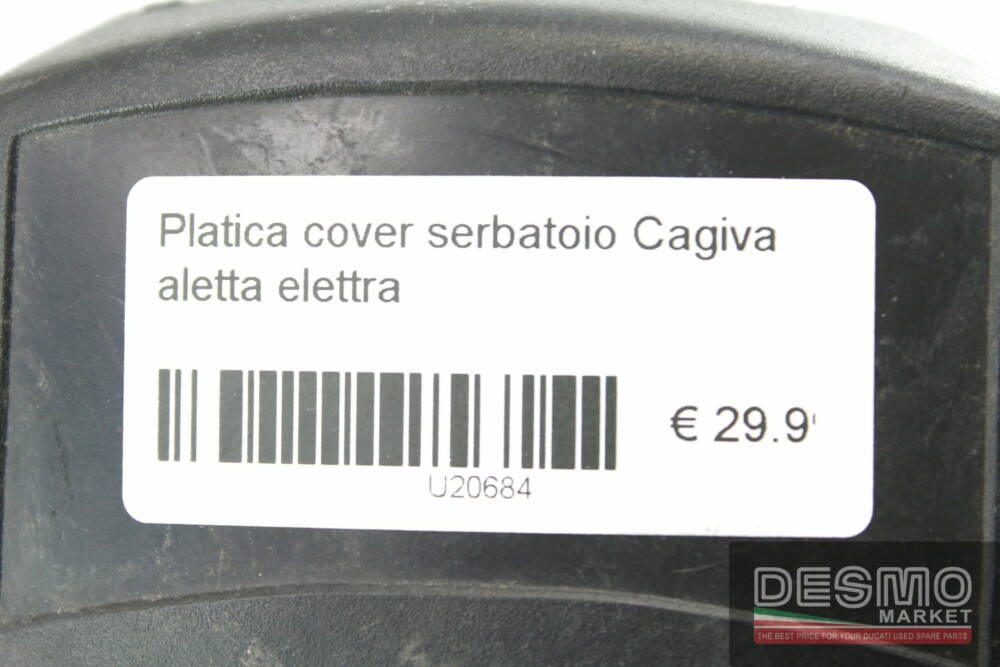 Platica cover serbatoio Cagiva
aletta elettra
€ 29.9
U20684
DESMO
MARKET
THE BEST PRICE FOR YOUR DUCATI USED SPARE PARTS